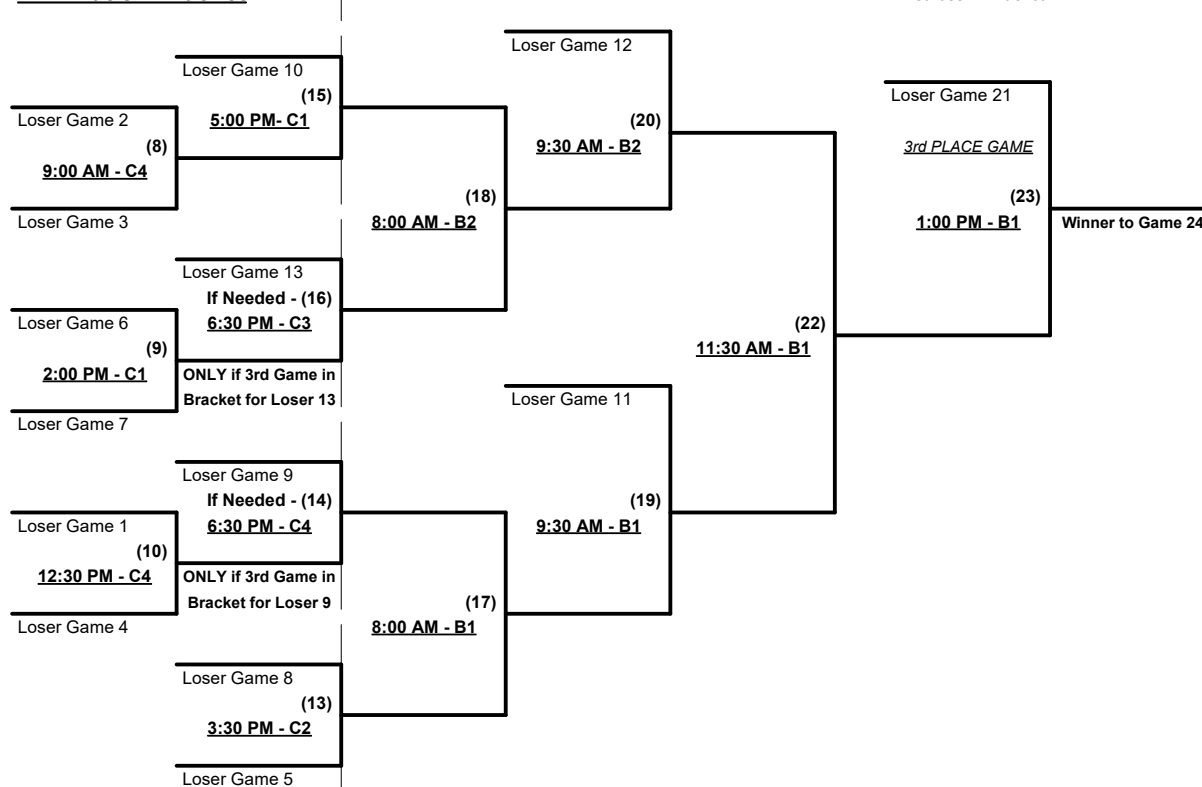 Loser Game 12
Loser Game 10
(15)
5:00 PM- C1
Loser Game 2
(8)
9:00 AM - C4
Loser Game 3
(20)
9:30 AM - B2
Loser Game 21
3rd PLACE GAME
(23)
1:00 PM - B1
Winner to Game 24
(18)
8:00 AM - B2
Loser Game 13
If Needed - (16)
6:30 PM - C3
Loser Game 6
(9)
2:00 PM - C1
ONLY if 3rd Game in
Bracket for Loser 13
Loser Game 7
(22)
11:30 AM - B1
Loser Game 11
Loser Game 9
If Needed - (14)
6:30 PM - C4
Loser Game 1
(10)
12:30 PM - C4
ONLY if 3rd Game in
Bracket for Loser 9
Loser Game 4
(19)
9:30 AM - B1
(17)
8:00 AM - B1
Loser Game 8
(13)
3:30 PM - C2
Loser Game 5